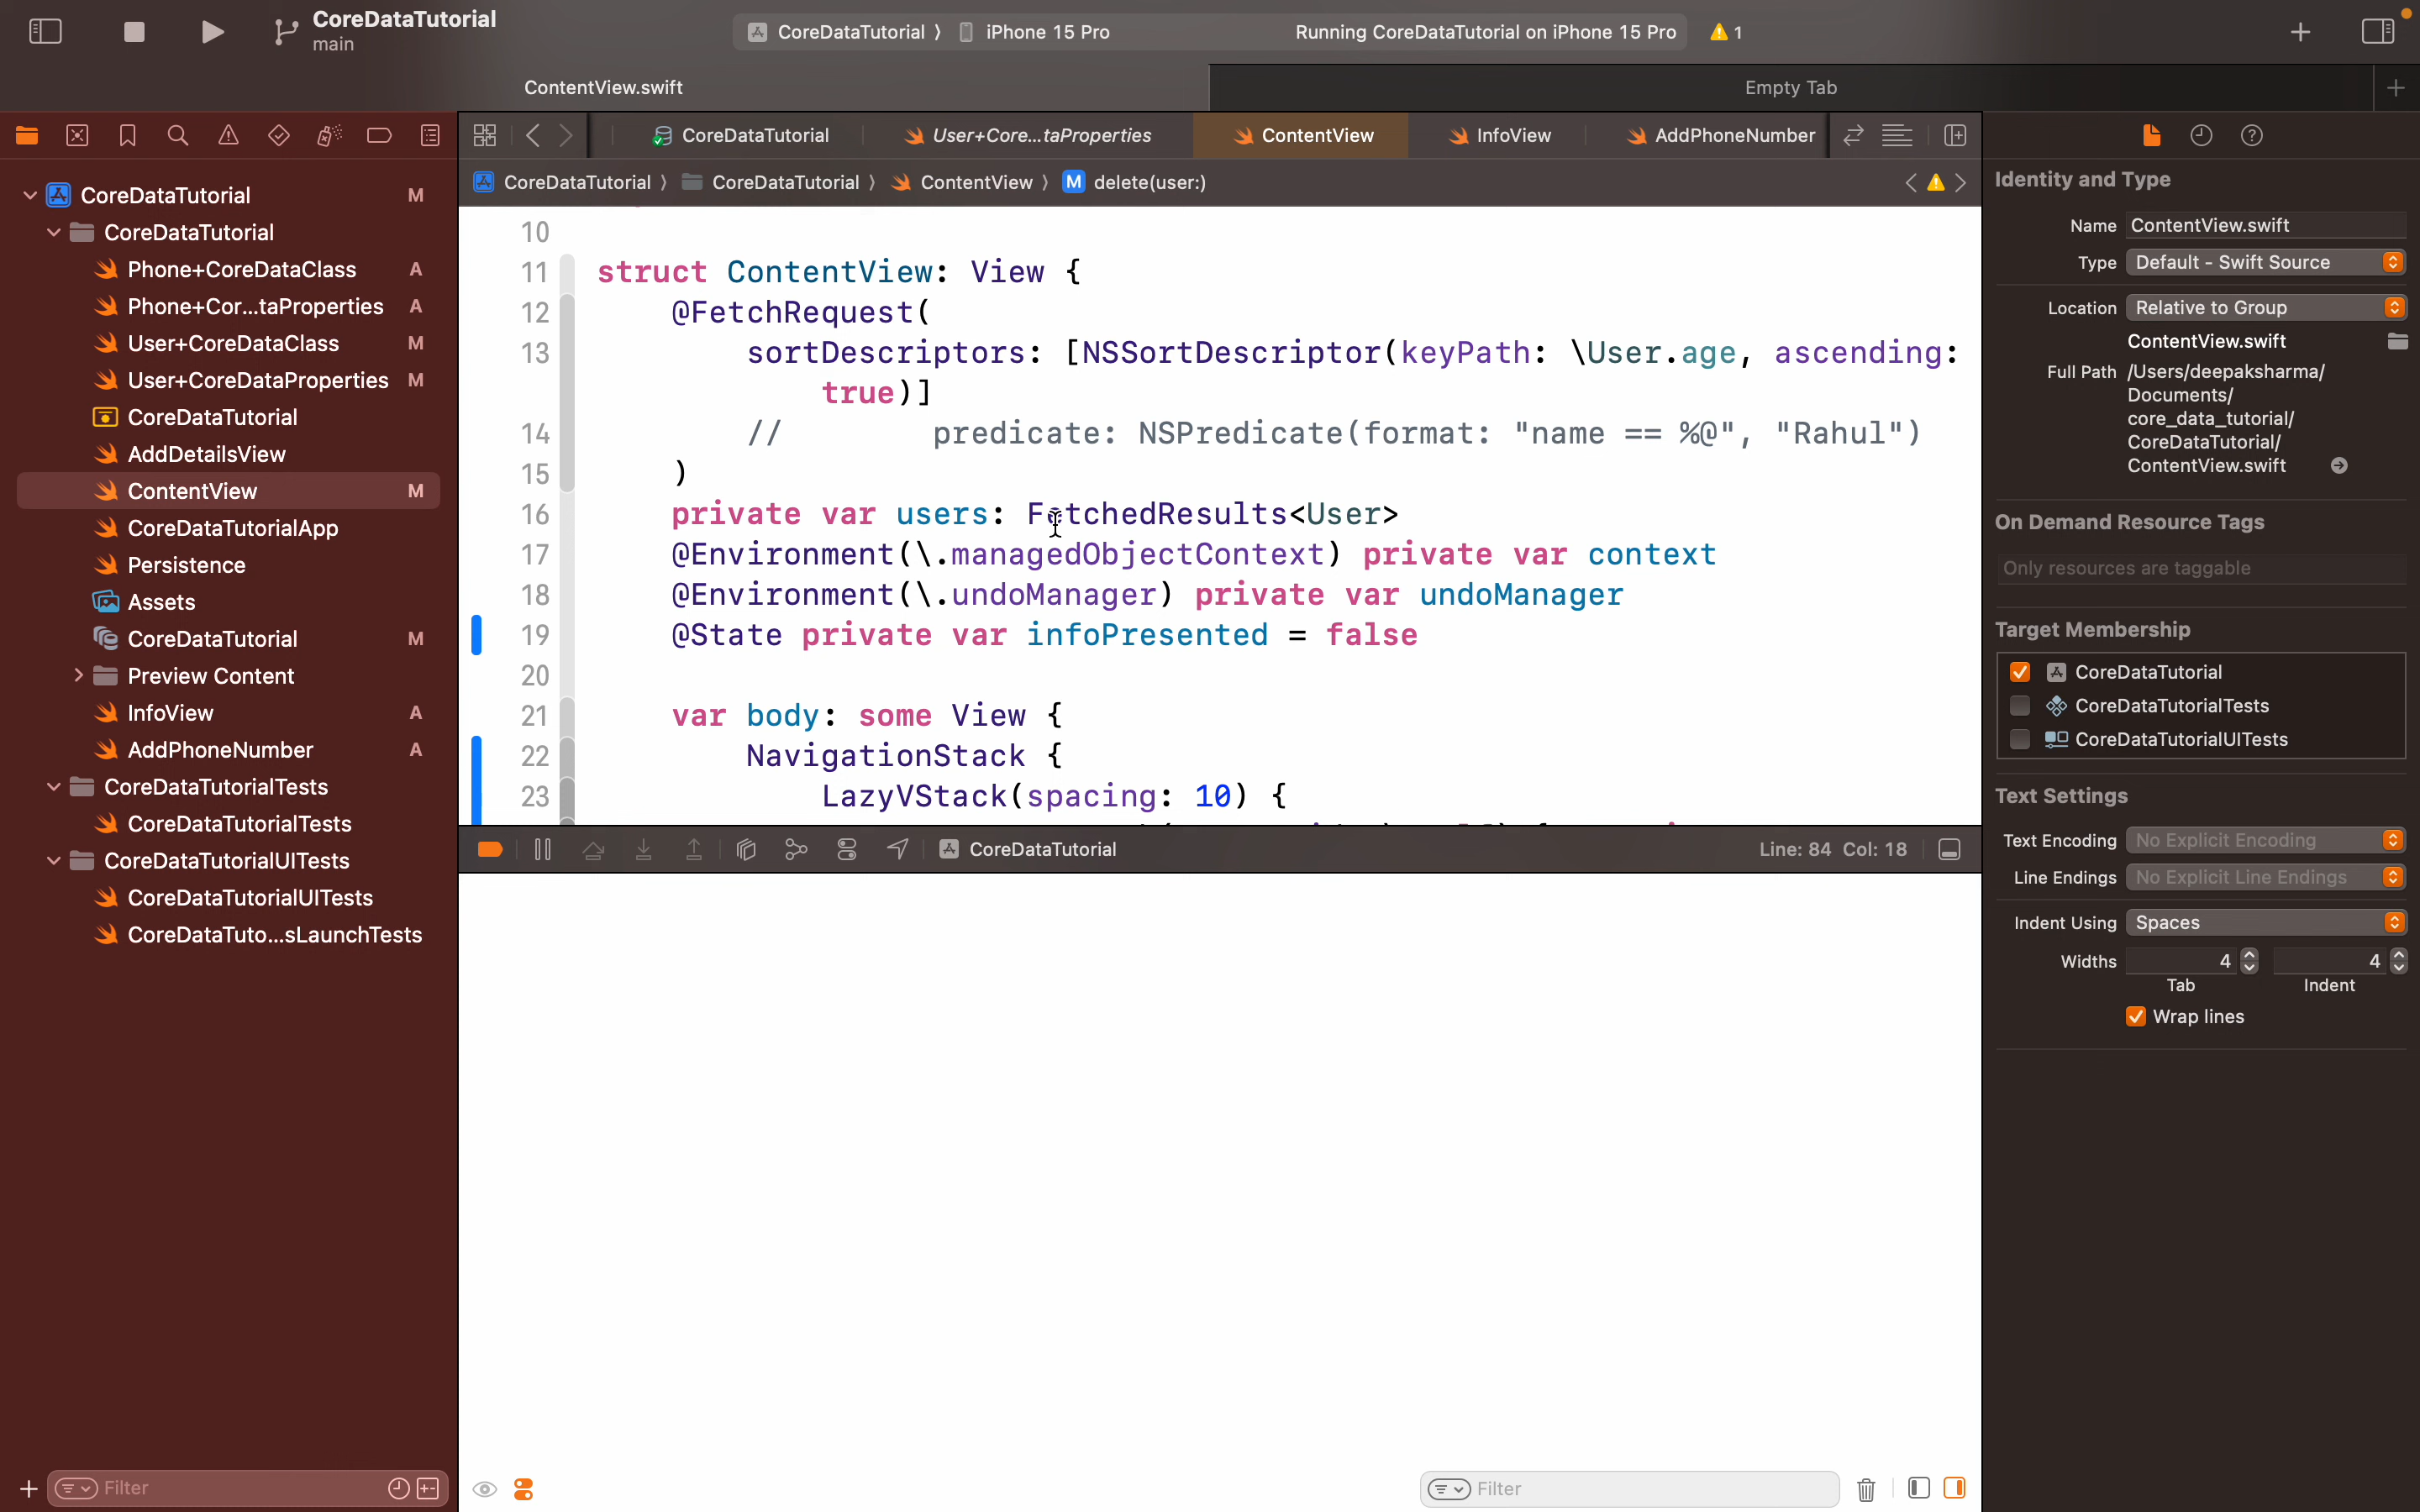 CoreDataTutorial
main
CoreDataTutorial ⟩ iPhone 15 Pro
Running CoreDataTutorial on iPhone 15 Pro
1
ContentView.swift
Empty Tab
CoreDataTutorial
User+Core...taProperties
ContentView
InfoView
AddPhoneNumber
CoreDataTutorial ⟩ CoreDataTutorial ⟩ ContentView ⟩ M delete(user:)
CoreDataTutorial M
CoreDataTutorial
Phone+CoreDataClass A
Phone+Cor...taProperties A
User+CoreDataClass M
User+CoreDataProperties M
CoreDataTutorial
AddDetailsView
ContentView M
CoreDataTutorialApp
Persistence
Assets
CoreDataTutorial M
Preview Content
InfoView A
AddPhoneNumber A
CoreDataTutorialTests
CoreDataTutorialTests
CoreDataTutorialUITests
CoreDataTutorialUITests
CoreDataTuto...sLaunchTests
Filter
10
11 struct ContentView: View {
12 @FetchRequest(
13 sortDescriptors: [NSSortDescriptor(keyPath: \User.age, ascending:
true)]
14 // predicate: NSPredicate(format: "name == %@", "Rahul")
15 )
16 private var users: FetchedResults<User>
17 @Environment(\.managedObjectContext) private var context
18 @Environment(\.undoManager) private var undoManager
19 @State private var infoPresented = false
20
21 var body: some View {
22 NavigationStack {
23 LazyVStack(spacing: 10) {
CoreDataTutorial
Line: 84 Col: 18
Filter
Identity and Type
Name ContentView.swift
Type Default - Swift Source
Location Relative to Group
ContentView.swift
Full Path /Users/deepaksharma/
Documents/
core_data_tutorial/
CoreDataTutorial/
ContentView.swift
On Demand Resource Tags
Only resources are taggable
Target Membership
CoreDataTutorial
CoreDataTutorialTests
CoreDataTutorialUITests
Text Settings
Text Encoding No Explicit Encoding
Line Endings No Explicit Line Endings
Indent Using Spaces
Widths 4 4
Tab Indent
Wrap lines